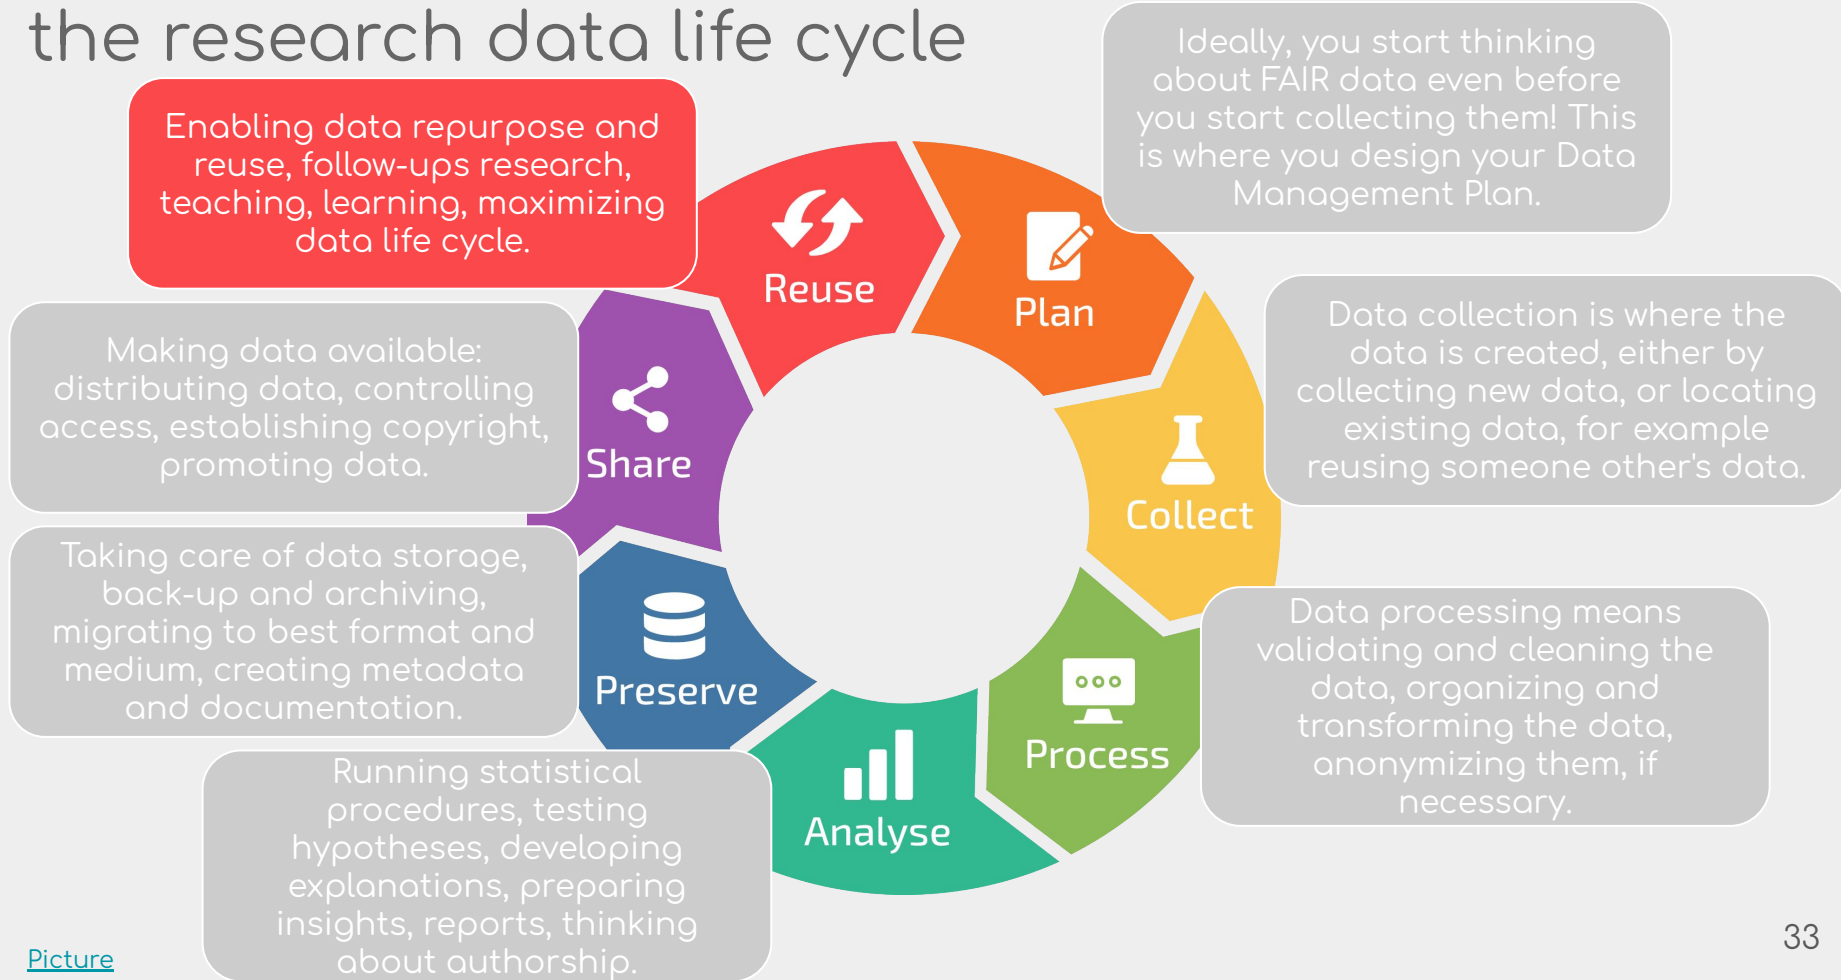 the research data life cycle
Ideally, you start thinking
about FAIR data even before
you start collecting them! This
is where you design your Data
Management Plan.
Enabling data repurpose and
reuse, follow-ups research,
teaching, learning, maximizing
data life cycle.
Reuse
Plan
Making data available:
distributing data, controlling
access, establishing copyright,
promoting data.
Share
Data collection is where the
data is created, either by
collecting new data, or locating
existing data, for example
reusing someone other's data.
Collect
Taking care of data storage,
back-up and archiving,
migrating to best format and
medium, creating metadata
and documentation.
Preserve
Data processing means
validating and cleaning the
data, organizing and
transforming the data,
anonymizing them, if
necessary.
Process
Running statistical
procedures, testing
hypotheses, developing
explanations, preparing
insights, reports, thinking
about authorship.
Analyse
Picture
33